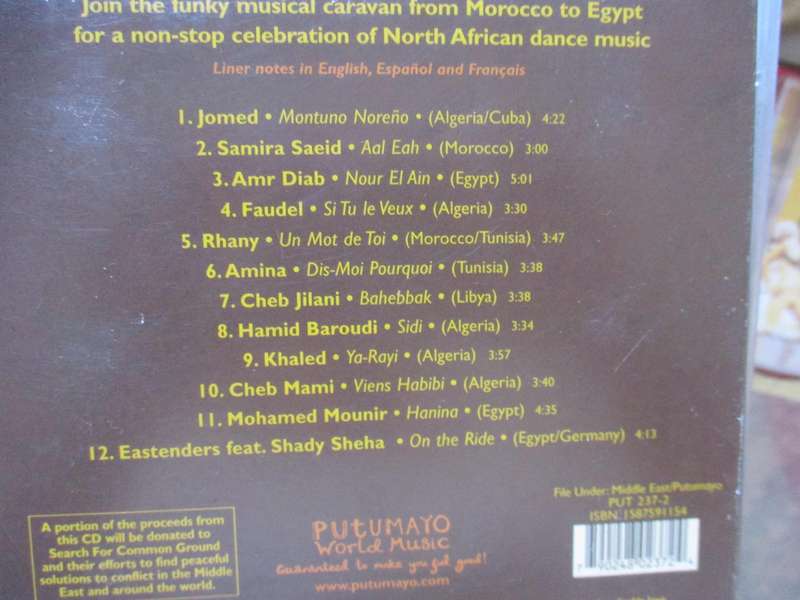 Join the funky musical caravan from Morocco to Egypt
for a non-stop celebration of North African dance music
Liner notes in English, Español and Français
1. Jomed • Montuno Noreño • (Algeria/Cuba) 4:22
2. Samira Saeid • Aal Eah • (Morocco) 3:00
3. Amr Diab • Nour El Ain • (Egypt) 5:01
4. Faudel • Si Tu le Veux • (Algeria) 3:30
5. Rhany • Un Mot de Toi • (Morocco/Tunisia) 3:47
6. Amina • Dis-Moi Pourquoi • (Tunisia) 3:38
7. Cheb Jilani • Bahebbak • (Libya) 3:38
8. Hamid Baroudi • Sidi • (Algeria) 3:34
9. Khaled • Ya-Rayi • (Algeria) 3:57
10. Cheb Mami • Viens Habibi • (Algeria) 3:40
11. Mohamed Mounir • Hanina • (Egypt) 4:35
12. Eastenders feat. Shady Sheha • On the Ride • (Egypt/Germany) 4:13
A portion of the proceeds from
this CD will be donated to
Search For Common Ground
and their efforts to find peaceful
solutions to conflict in the Middle
East and around the world.
PUTUMAYO
World Music
Guaranteed to make you feel good!
www.putumayo.com
File Under: Middle East/Putumayo
PUT 237-2
ISBN: 1587591154
7 90248 02372 4